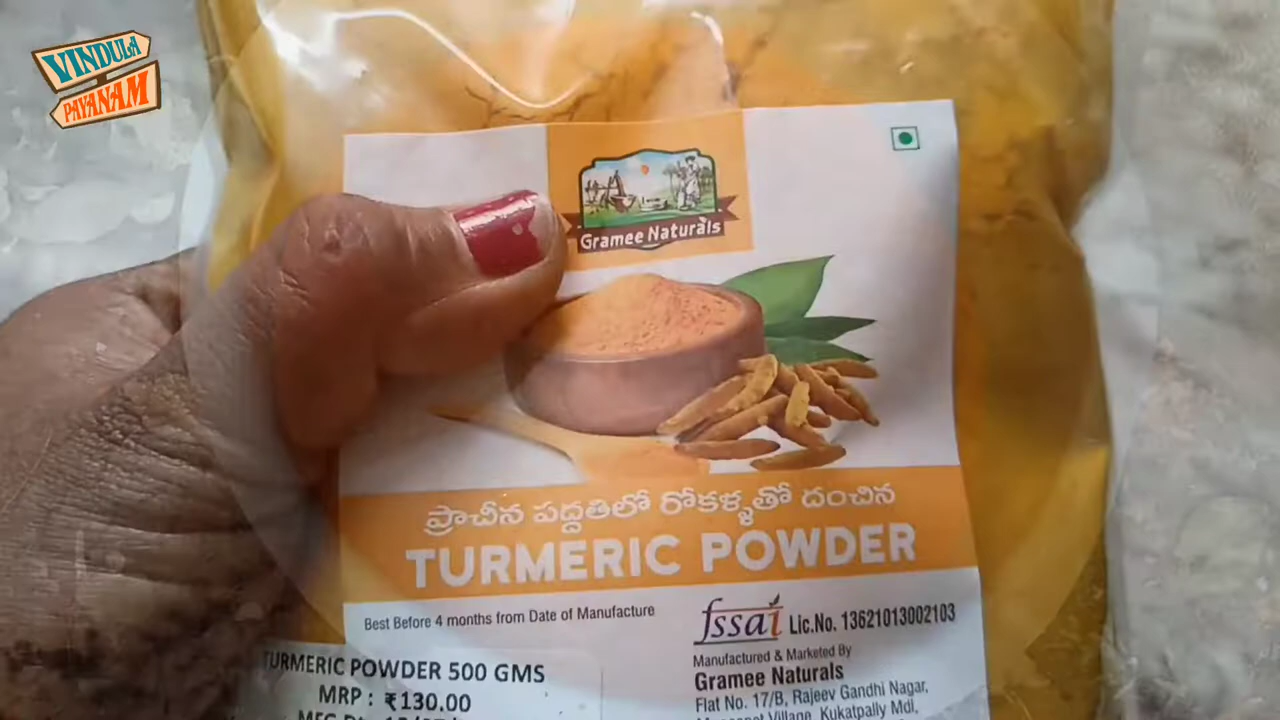 VINDULA
PAYANAM
Gramee Naturals
ప్రాచీన పద్దతిలో రోకళ్ళతో దంచిన
TURMERIC POWDER
Best Before 4 months from Date of Manufacture
fssai Lic.No. 13621013002103
TURMERIC POWDER 500 GMS
MRP : ₹130.00
Manufactured & Marketed By
Gramee Naturals
Flat No. 17/B, Rajeev Gandhi Nagar,
Village, Kukatpally Mdl,